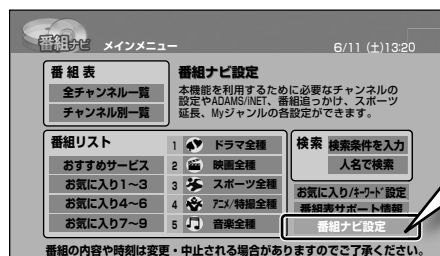 番組ナビ メインメニュー 6/11 (土)13:20
番組表
全チャンネル一覧
チャンネル別一覧
番組ナビ設定
本機能を利用するために必要なチャンネルの
設定やADAMS/iNET、番組追っかけ、スポーツ
延長、Myジャンルの各設定ができます。
番組リスト
おすすめサービス
お気に入り1〜3
お気に入り4〜6
お気に入り7〜9
1 ドラマ全種
2 映画全種
3 スポーツ全種
4 アニメ/特撮全種
5 音楽全種
検索 検索条件を入力
人名で検索
お気に入り/キーワード設定
番組表サポート情報
番組ナビ設定
番組の内容や時刻は変更・中止される場合がありますのでご了承ください。